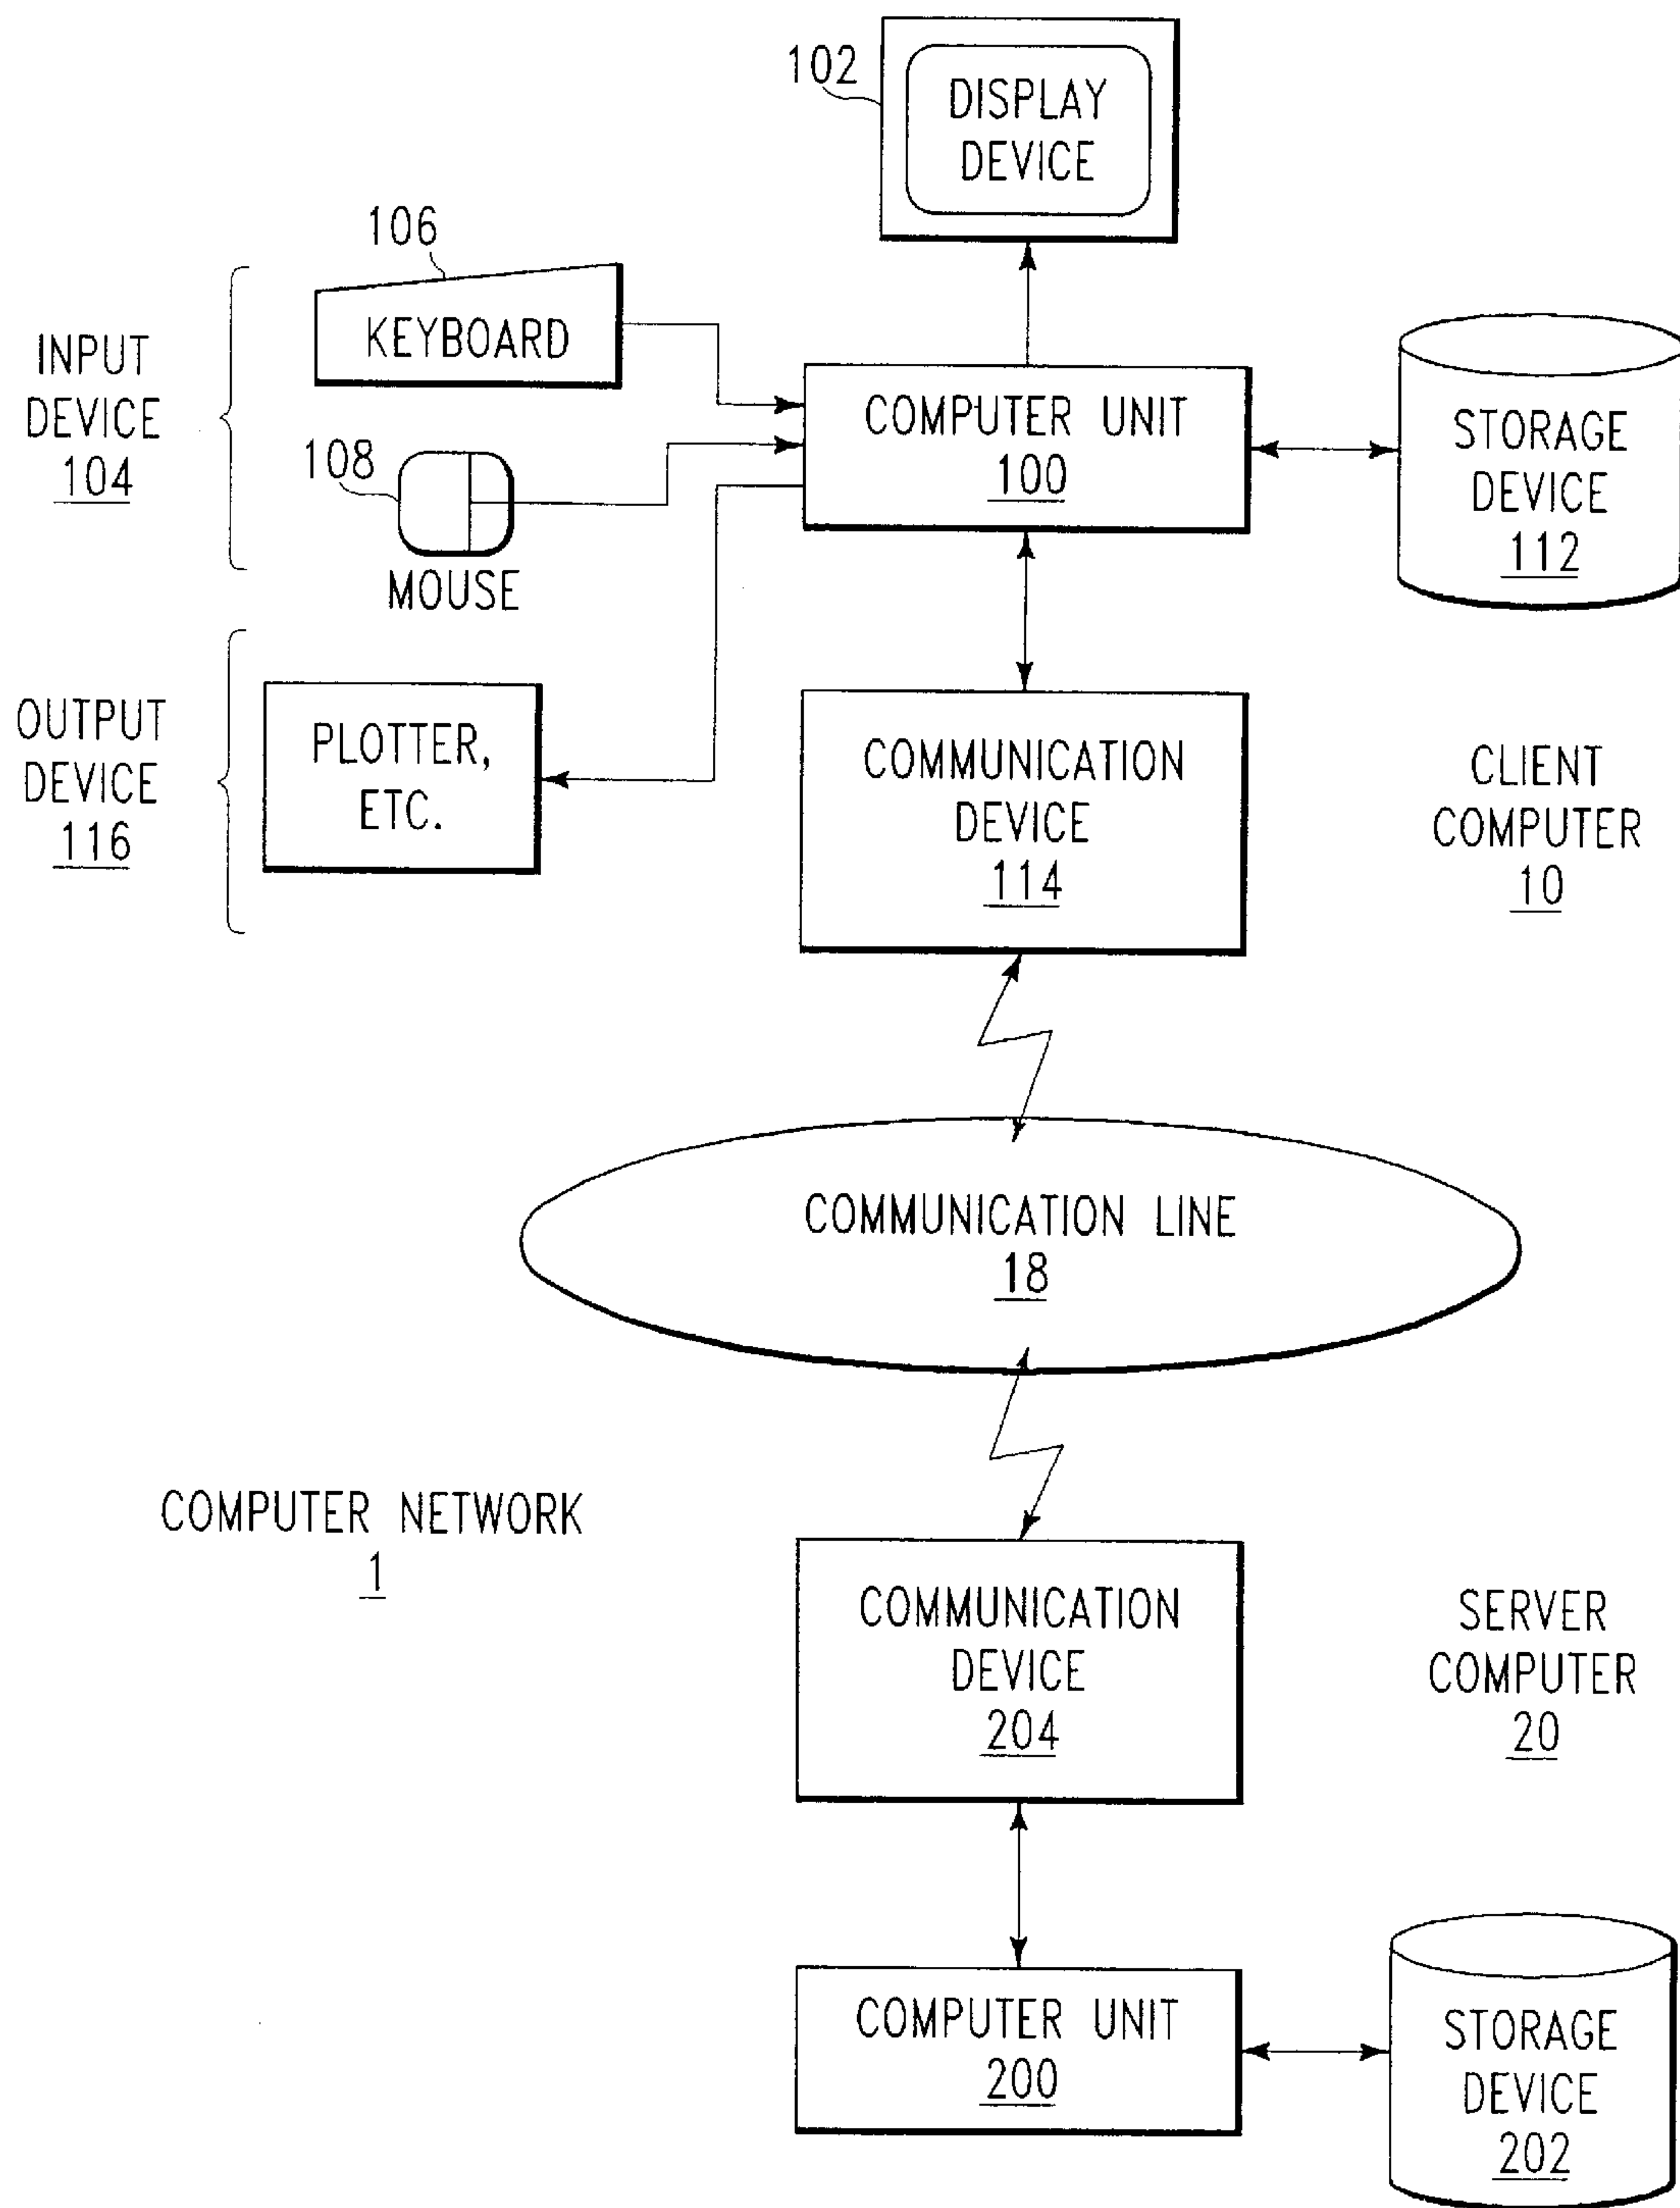 102
DISPLAY
DEVICE
106
KEYBOARD
INPUT
DEVICE
104
108
MOUSE
COMPUTER UNIT
100
STORAGE
DEVICE
112
OUTPUT
DEVICE
116
PLOTTER,
ETC.
COMMUNICATION
DEVICE
114
CLIENT
COMPUTER
10
COMMUNICATION LINE
18
COMPUTER NETWORK
1
COMMUNICATION
DEVICE
204
SERVER
COMPUTER
20
COMPUTER UNIT
200
STORAGE
DEVICE
202